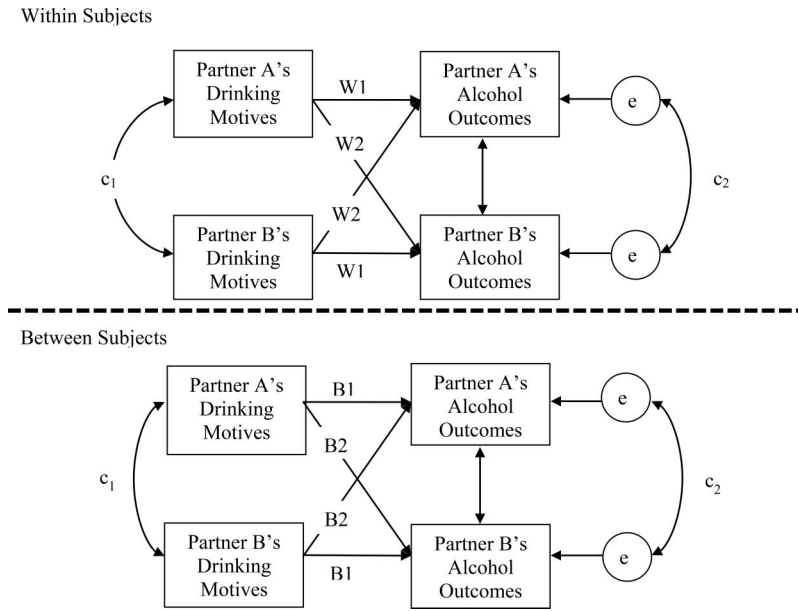 Within Subjects
Partner A's
Drinking
Motives
W1
Partner A's
Alcohol
Outcomes
e
W2
c1
c2
W2
Partner B's
Drinking
Motives
W1
Partner B's
Alcohol
Outcomes
e
Between Subjects
Partner A's
Drinking
Motives
B1
Partner A's
Alcohol
Outcomes
e
B2
c1
c2
B2
Partner B's
Drinking
Motives
B1
Partner B's
Alcohol
Outcomes
e